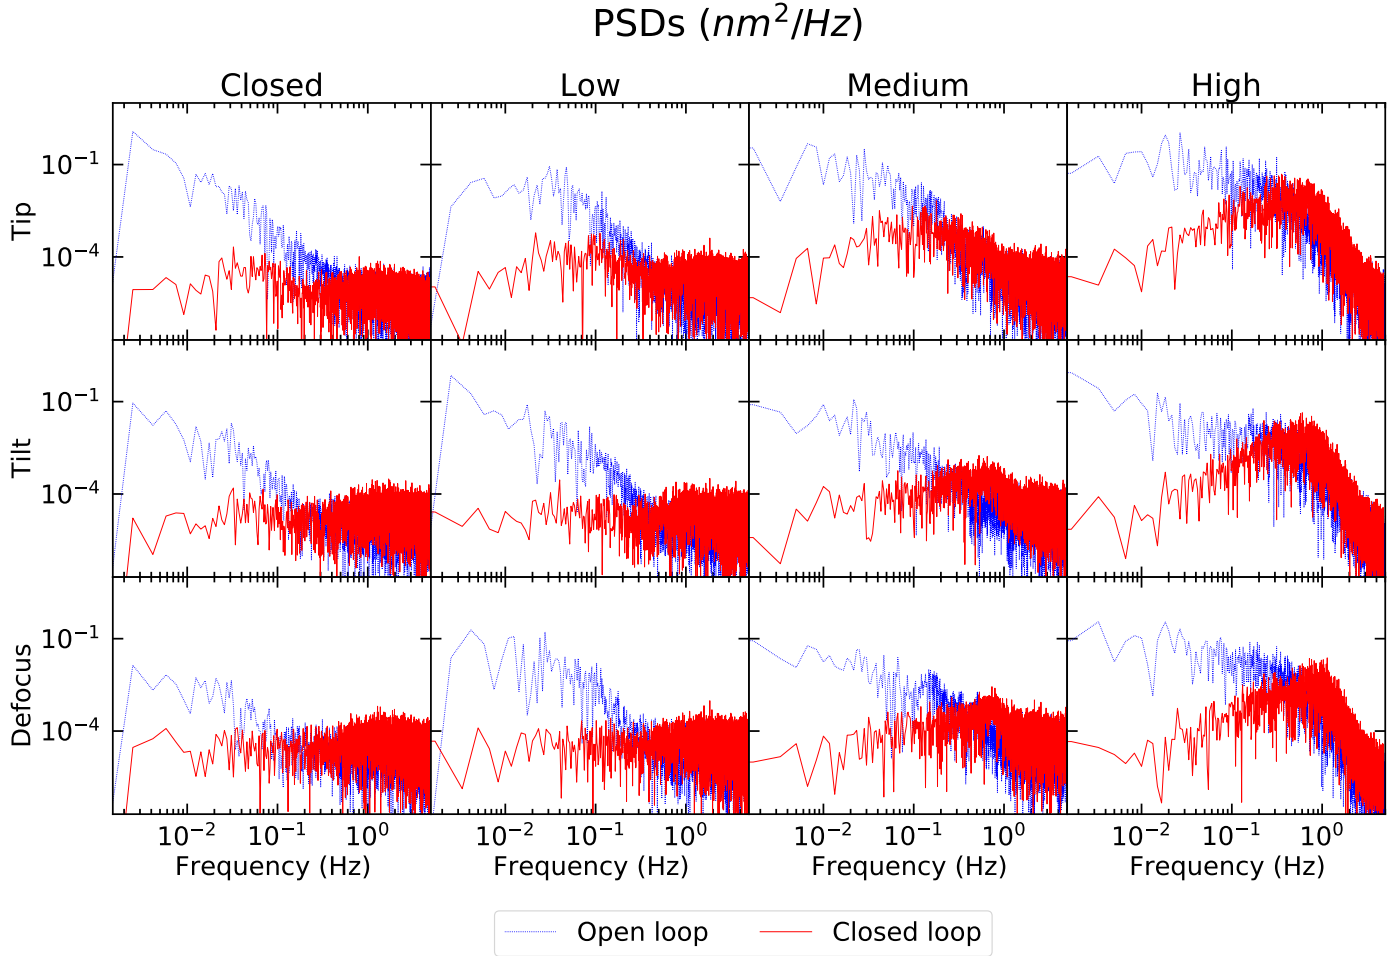 PSDs (nm²/Hz)
Closed Low Medium High
Tip 10⁻¹ 10⁻⁴
Tilt 10⁻¹ 10⁻⁴
Defocus 10⁻¹ 10⁻⁴
10⁻² 10⁻¹ 10⁰ 10⁻² 10⁻¹ 10⁰ 10⁻² 10⁻¹ 10⁰ 10⁻² 10⁻¹ 10⁰
Frequency (Hz) Frequency (Hz) Frequency (Hz) Frequency (Hz)
Open loop Closed loop